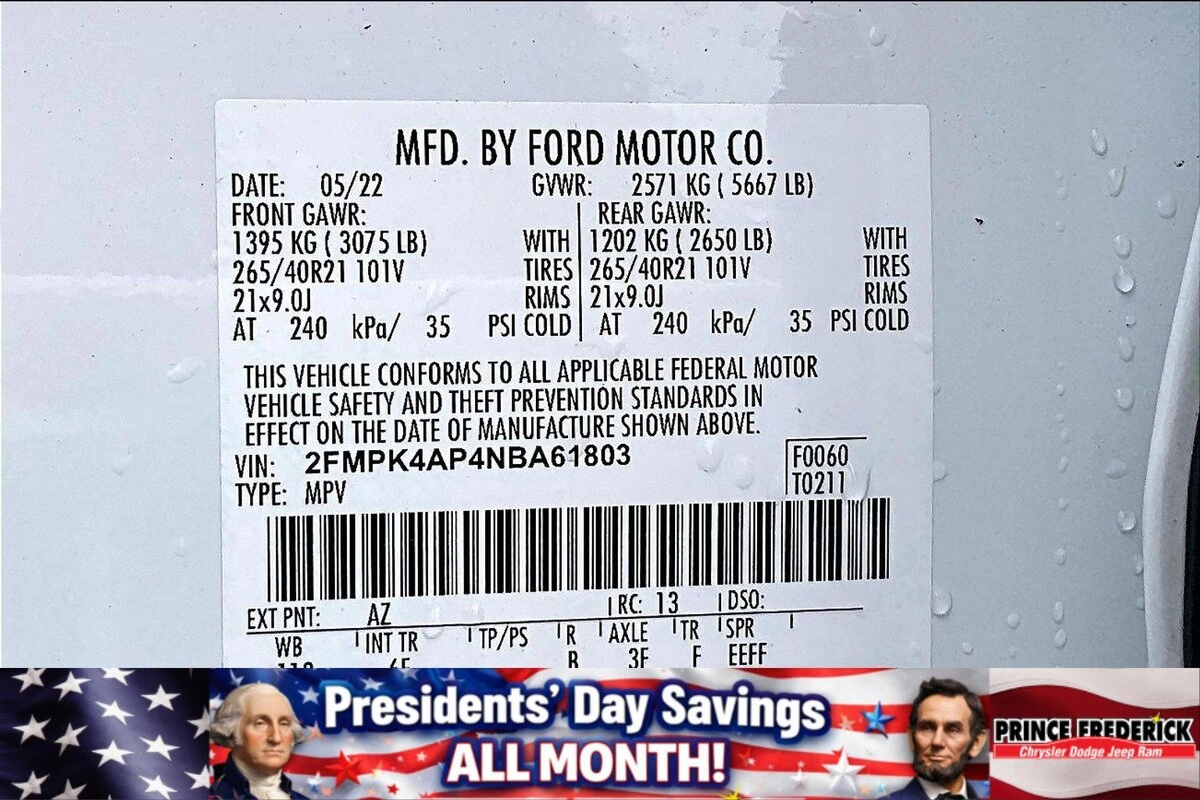 MFD. BY FORD MOTOR CO.
DATE: 05/22 GVWR: 2571 KG ( 5667 LB)
FRONT GAWR: REAR GAWR:
1395 KG ( 3075 LB) WITH 1202 KG ( 2650 LB) WITH
265/40R21 101V TIRES 265/40R21 101V TIRES
21x9.0J RIMS 21x9.0J RIMS
AT 240 kPa/ 35 PSI COLD AT 240 kPa/ 35 PSI COLD
THIS VEHICLE CONFORMS TO ALL APPLICABLE FEDERAL MOTOR
VEHICLE SAFETY AND THEFT PREVENTION STANDARDS IN
EFFECT ON THE DATE OF MANUFACTURE SHOWN ABOVE.
VIN: 2FMPK4AP4NBA61803 F0060
TYPE: MPV T0211
EXT PNT: AZ RC: 13 DSO:
WB INT TR TP/PS R AXLE TR SPR
3F F EEFF
Presidents' Day Savings
ALL MONTH!
PRINCE FREDERICK
Chrysler Dodge Jeep Ram